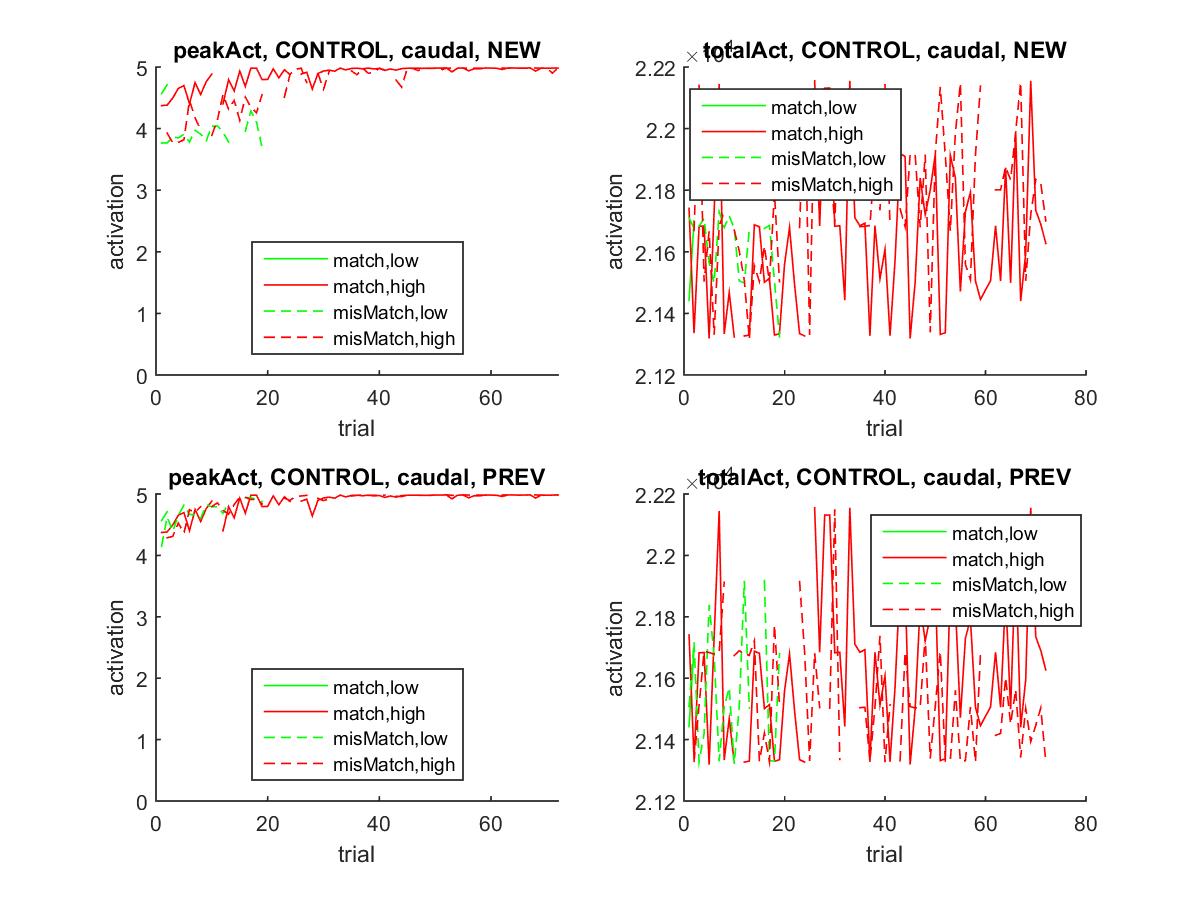 peakAct, CONTROL, caudal, NEW
5
4
3
2
1
0
activation
match,low
match,high
misMatch,low
misMatch,high
0 20 40 60
trial
totalAct, CONTROL, caudal, NEW
2.22
2.2
2.18
2.16
2.14
2.12
activation
match,low
match,high
misMatch,low
misMatch,high
0 20 40 60 80
trial
peakAct, CONTROL, caudal, PREV
5
4
3
2
1
0
activation
match,low
match,high
misMatch,low
misMatch,high
0 20 40 60
trial
× 10^4
totalAct, CONTROL, caudal, PREV
2.22
2.2
2.18
2.16
2.14
2.12
activation
match,low
match,high
misMatch,low
misMatch,high
0 20 40 60 80
trial